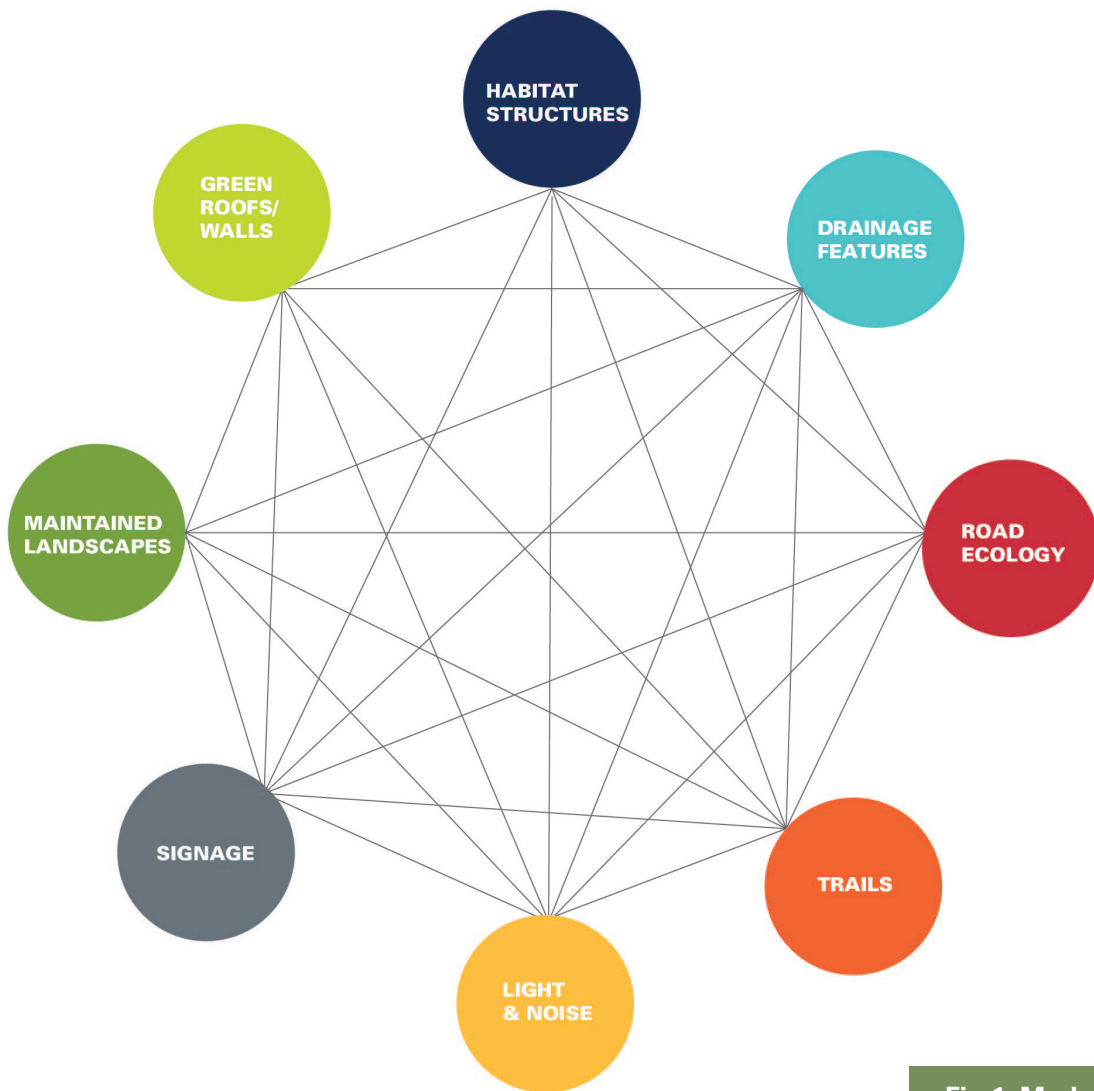 HABITAT
STRUCTURES
GREEN
ROOFS/
WALLS
DRAINAGE
FEATURES
MAINTAINED
LANDSCAPES
ROAD
ECOLOGY
SIGNAGE
TRAILS
LIGHT
& NOISE